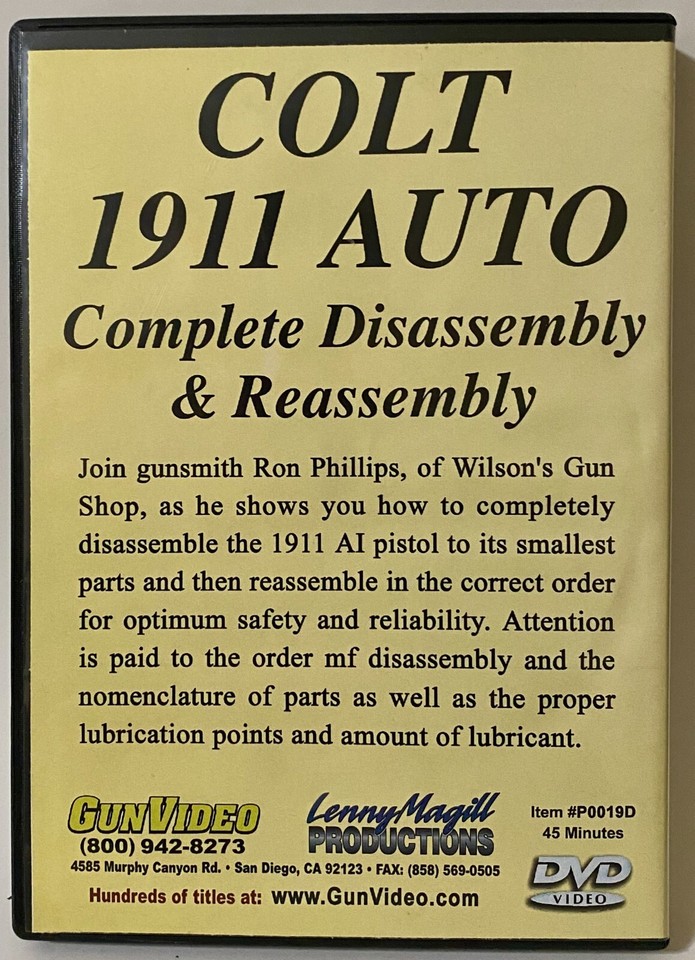 COLT
1911 AUTO
Complete Disassembly
& Reassembly
Join gunsmith Ron Phillips, of Wilson's Gun
Shop, as he shows you how to completely
disassemble the 1911 AI pistol to its smallest
parts and then reassemble in the correct order
for optimum safety and reliability. Attention
is paid to the order mf disassembly and the
nomenclature of parts as well as the proper
lubrication points and amount of lubricant.
GUNVIDEO
(800) 942-8273
Lenny Magill
PRODUCTIONS
Item #P0019D
45 Minutes
4585 Murphy Canyon Rd. • San Diego, CA 92123 • FAX: (858) 569-0505
Hundreds of titles at: www.GunVideo.com
DVD
VIDEO